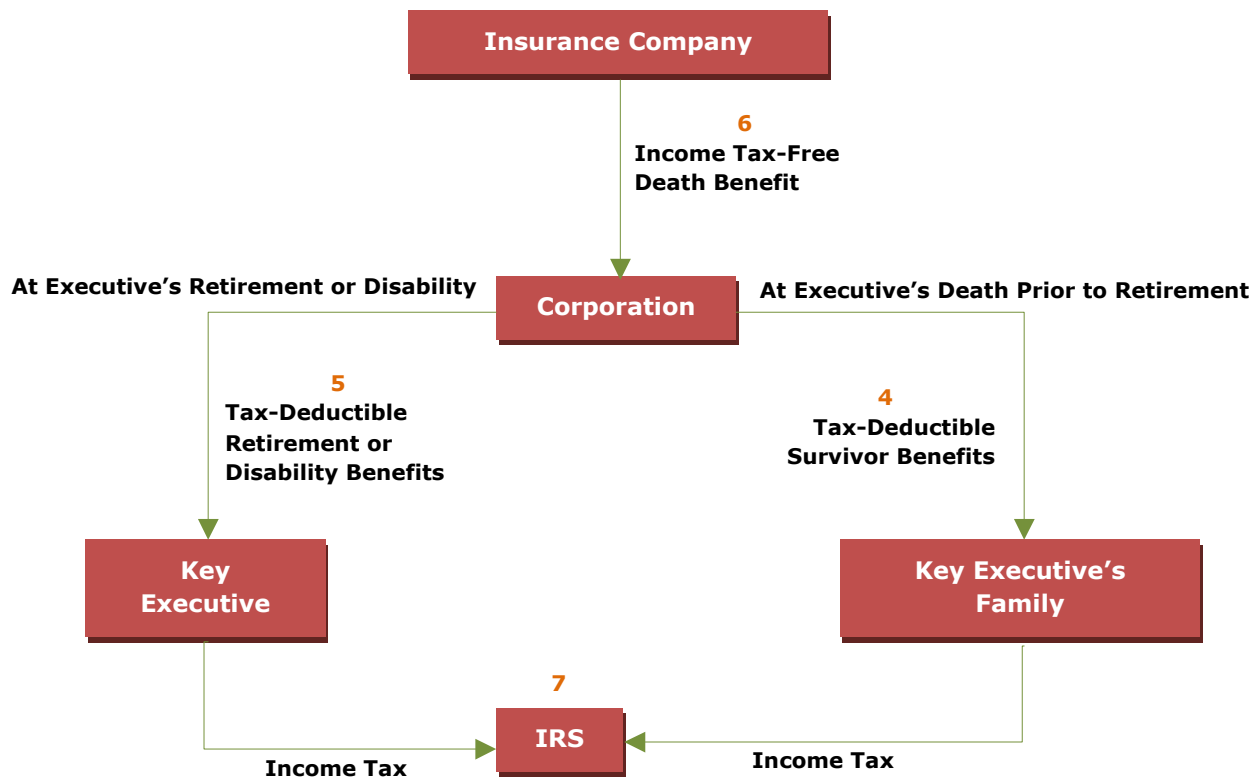 Insurance Company
6
Income Tax-Free
Death Benefit
At Executive’s Retirement or Disability
Corporation
At Executive’s Death Prior to Retirement
5
Tax-Deductible
Retirement or
Disability Benefits
4
Tax-Deductible
Survivor Benefits
Key
Executive
Key Executive’s
Family
7
IRS
Income Tax
Income Tax